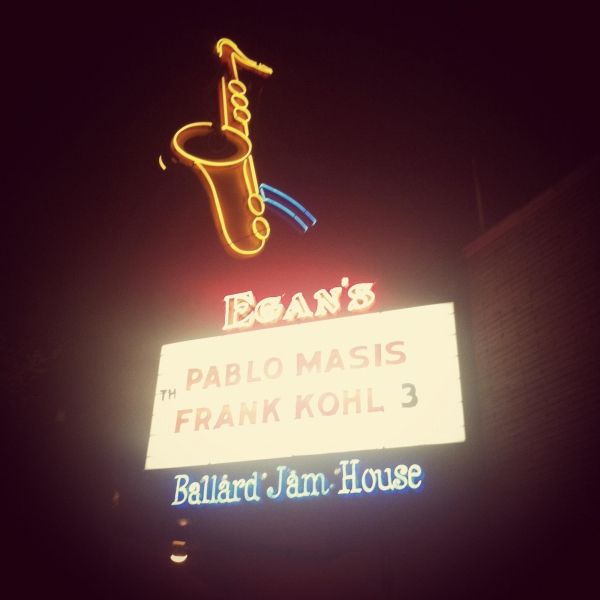 EGAN'S
PABLO MASIS
TH
FRANK KOHL 3
Ballard Jam House